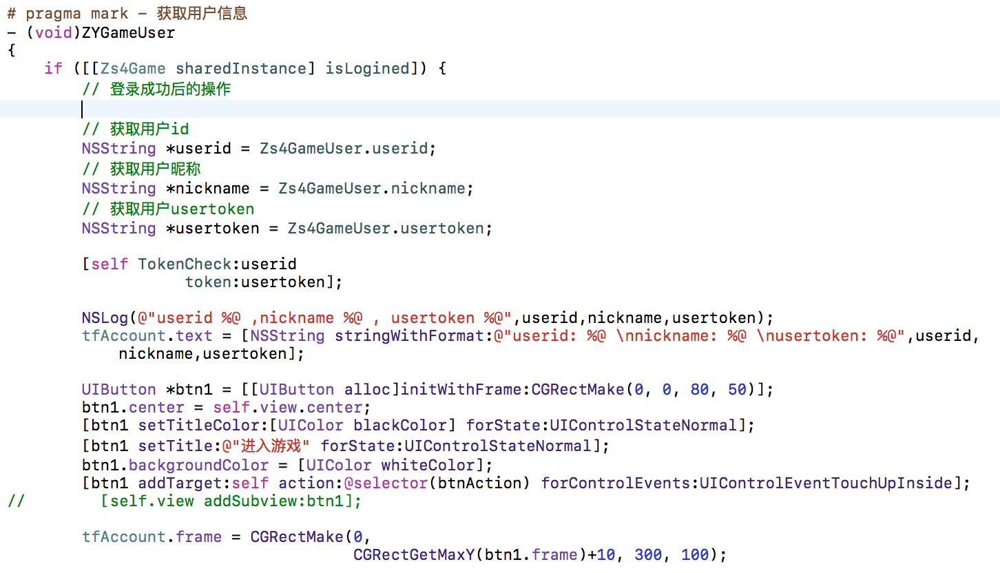 # pragma mark - 获取用户信息
- (void)ZYGameUser
{
    if ([[Zs4Game sharedInstance] isLogined]) {
        // 登录成功后的操作
        // 获取用户id
        NSString *userid = Zs4GameUser.userid;
        // 获取用户昵称
        NSString *nickname = Zs4GameUser.nickname;
        // 获取用户usertoken
        NSString *usertoken = Zs4GameUser.usertoken;
        [self TokenCheck:userid
                   token:usertoken];
        NSLog(@"userid %@ ,nickname %@ , usertoken %@",userid,nickname,usertoken);
        tfAccount.text = [NSString stringWithFormat:@"userid: %@ \nnickname: %@ \nusertoken: %@",userid,
            nickname,usertoken];
        UIButton *btn1 = [[UIButton alloc]initWithFrame:CGRectMake(0, 0, 80, 50)];
        btn1.center = self.view.center;
        [btn1 setTitleColor:[UIColor blackColor] forState:UIControlStateNormal];
        [btn1 setTitle:@"进入游戏" forState:UIControlStateNormal];
        btn1.backgroundColor = [UIColor whiteColor];
        [btn1 addTarget:self action:@selector(btnAction) forControlEvents:UIControlEventTouchUpInside];
//        [self.view addSubview:btn1];
        tfAccount.frame = CGRectMake(0,
                                     CGRectGetMaxY(btn1.frame)+10, 300, 100);